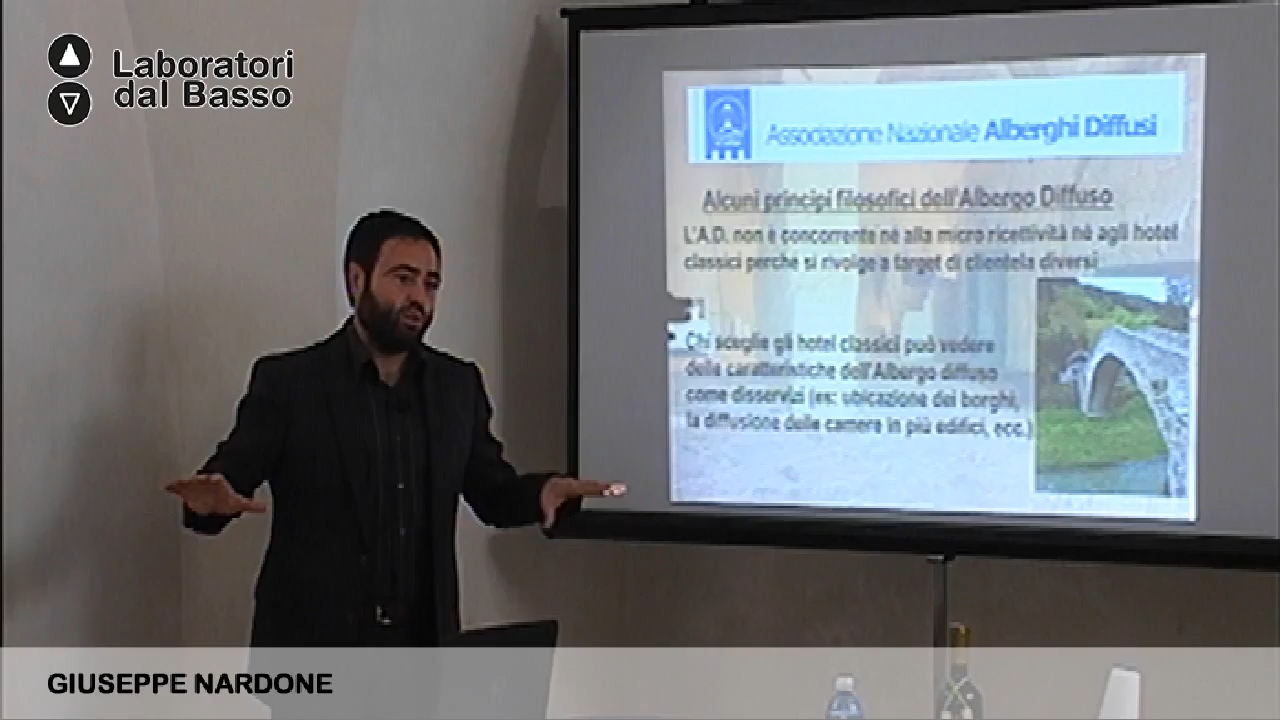 Laboratori
dal Basso
Associazione Nazionale Alberghi Diffusi
Alcuni principi filosofici dell'Albergo Diffuso
L'A.D. non è concorrente né alla micro ricettività né agli hotel
classici perche si rivolge a target di clientela diversi
Chi sceglie gli hotel classici può vedere
delle caratteristiche dell'Albergo diffuso
come disservizi (es: ubicazione dei borghi,
la diffusione delle camere in più edifici, ecc.)
GIUSEPPE NARDONE